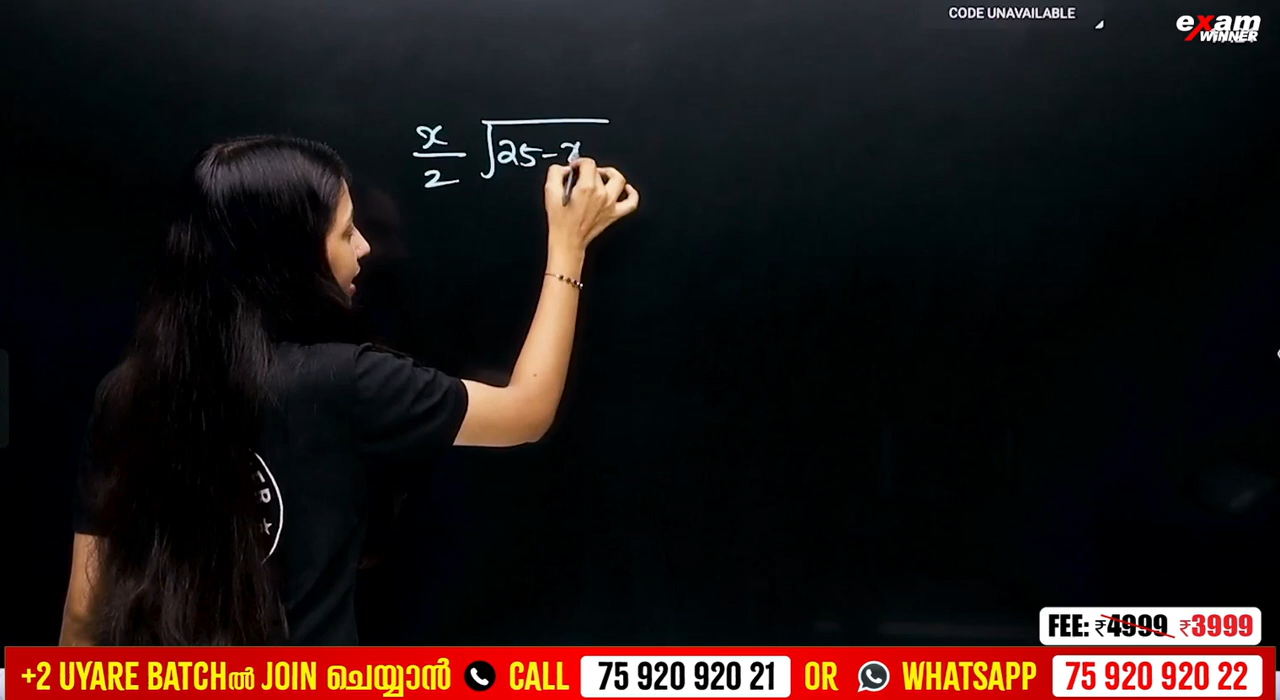 CODE UNAVAILABLE
exam
WINNER
x/2 √25-x
ER★
FEE: ₹4999 ₹3999
+2 UYARE BATCHൽ JOIN ചെയ്യാൻ CALL 75 920 920 21 OR WHATSAPP 75 920 920 22